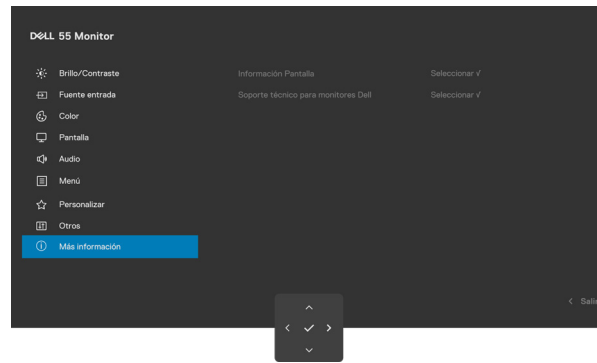 DELL 55 Monitor
Brillo/Contraste
Información Pantalla Seleccionar √
Fuente entrada
Soporte técnico para monitores Dell Seleccionar √
Color
Pantalla
Audio
Menú
Personalizar
Otros
Más información